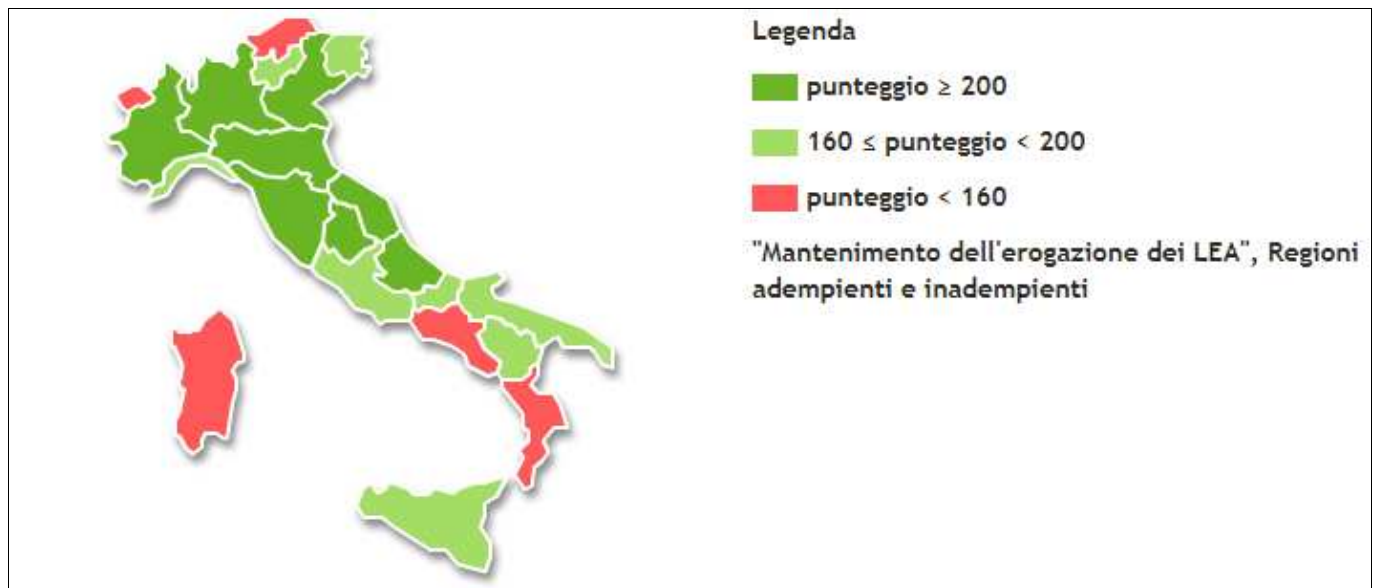 Legenda
punteggio ≥ 200
160 ≤ punteggio < 200
punteggio < 160
"Mantenimento dell'erogazione dei LEA", Regioni
adempienti e inadempienti